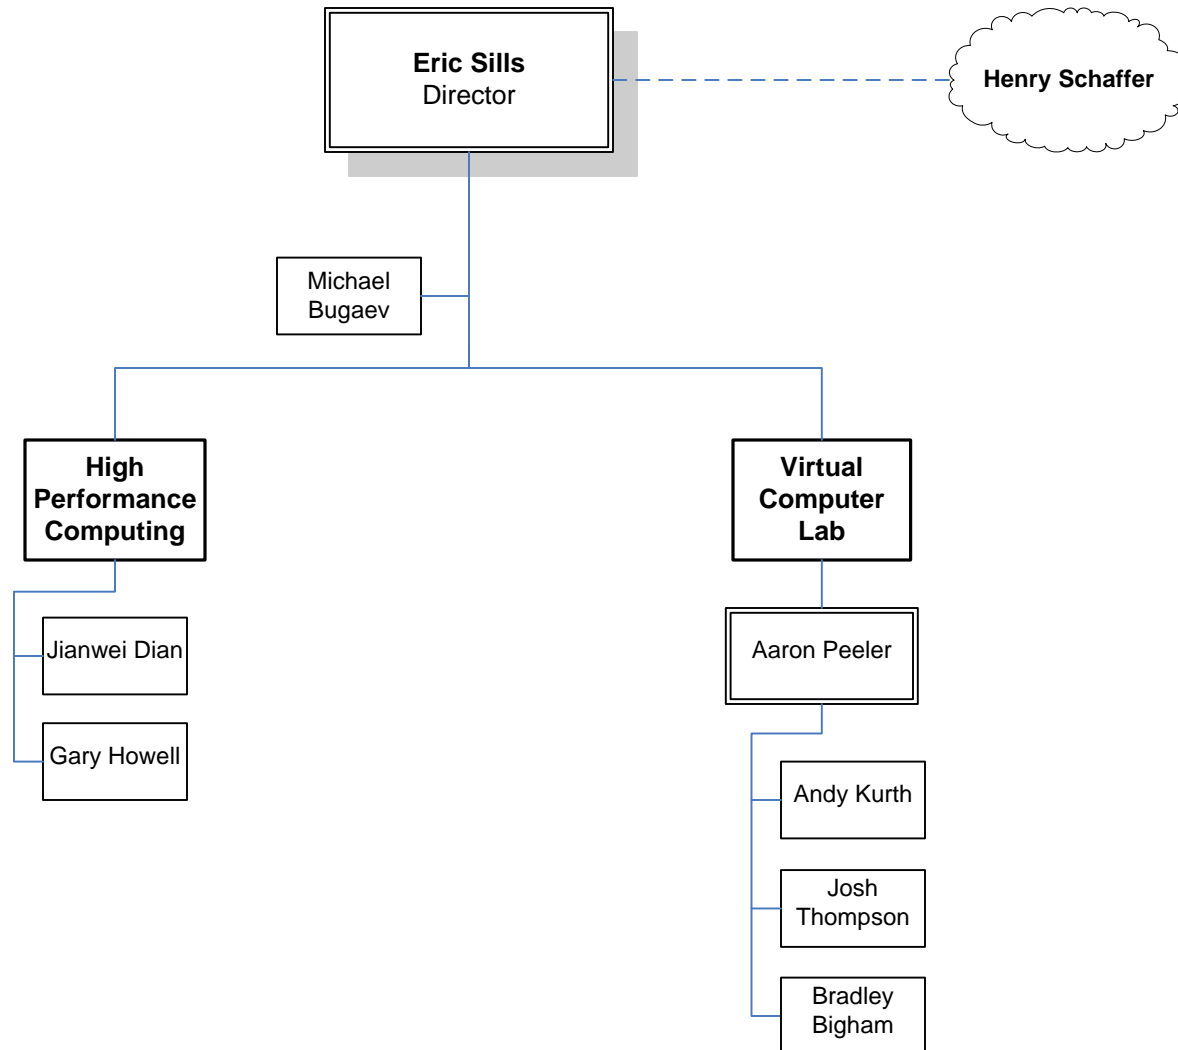 Eric Sills
Director
Henry Schaffer
Michael
Bugaev
High
Performance
Computing
Jianwei Dian
Gary Howell
Virtual
Computer
Lab
Aaron Peeler
Andy Kurth
Josh
Thompson
Bradley
Bigham